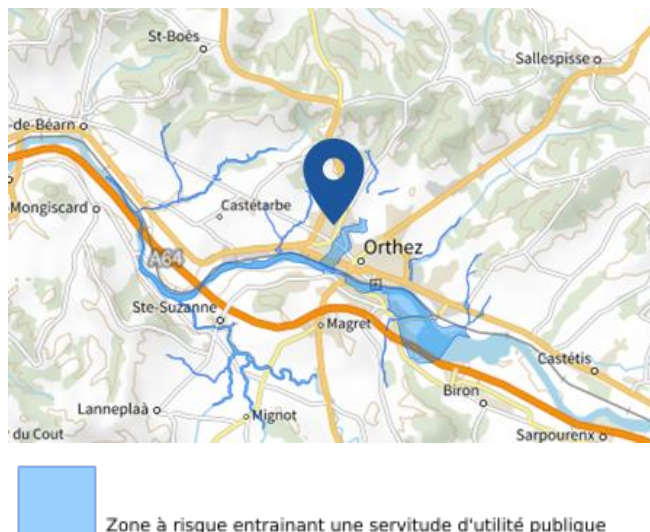 St-Boès
Sallespisse
-de-Béarn
Mongiscard
Castétarbe
Orthez
A64
Ste-Suzanne
Magret
Castétis
Biron
Lanneplaà
Mignot
du Cout
Sarpourenx
Zone à risque entrainant une servitude d'utilité publique